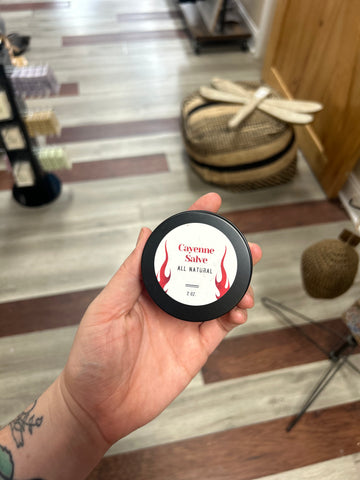 Cayenne
Salve
ALL NATURAL
2 OZ.